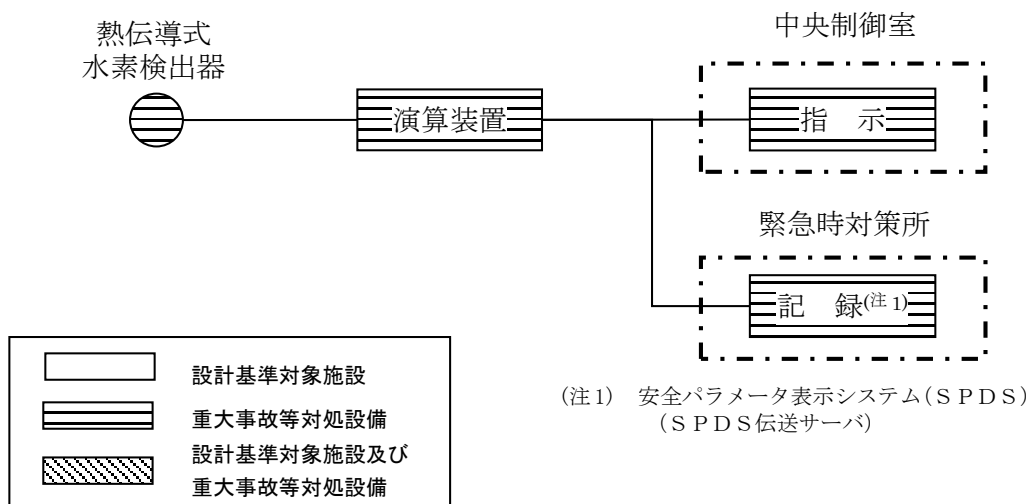 熱伝導式
水素検出器
演算装置
中央制御室
指　示
緊急時対策所
記　録(注1)
(注1)　安全パラメータ表示システム(ＳＰＤＳ)
(ＳＰＤＳ伝送サーバ)
設計基準対象施設
重大事故等対処設備
設計基準対象施設及び
重大事故等対処設備